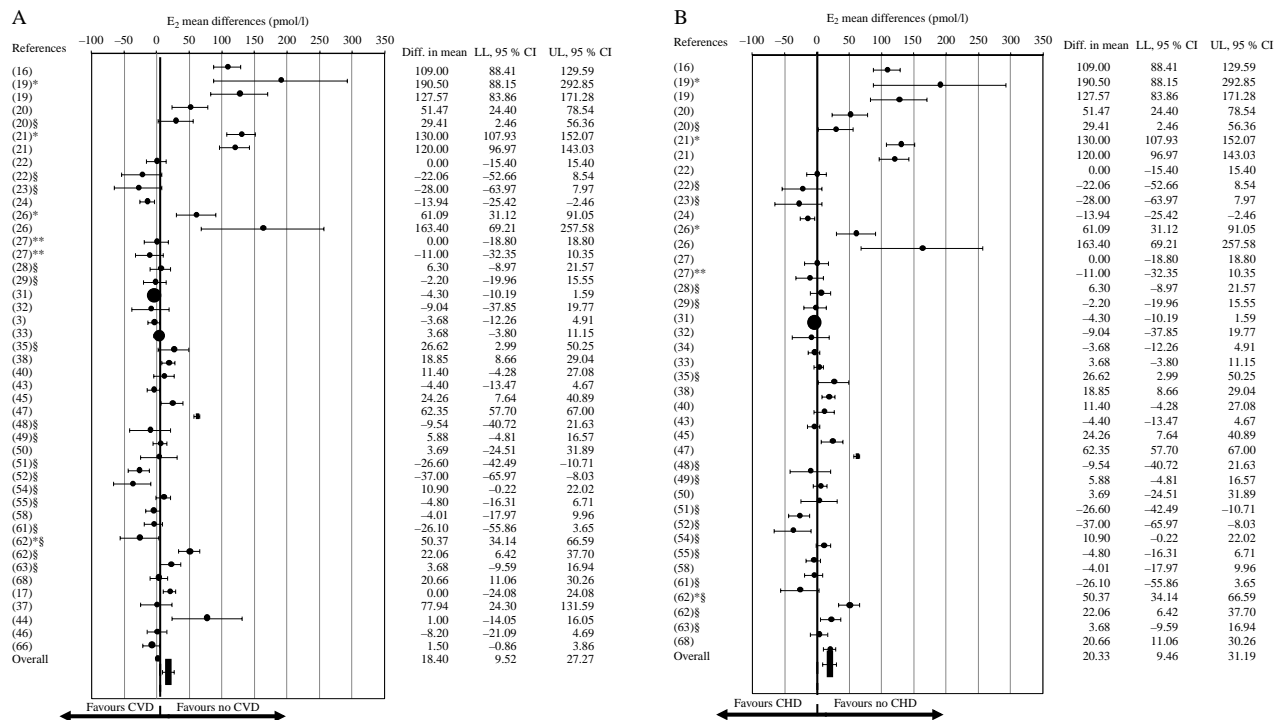 A
E₂ mean differences (pmol/l)
−100 −50 0 50 100 150 200 250 300 350
References Diff. in mean LL, 95 % CI UL, 95 % CI
(16) 109.00 88.41 129.59
(19)* 190.50 88.15 292.85
(19) 127.57 83.86 171.28
(20) 51.47 24.40 78.54
(20)§ 29.41 2.46 56.36
(21)* 130.00 107.93 152.07
(21) 120.00 96.97 143.03
(22) 0.00 −15.40 15.40
(22)§ −22.06 −52.66 8.54
(23)§ −28.00 −63.97 7.97
(24) −13.94 −25.42 −2.46
(26)* 61.09 31.12 91.05
(26) 163.40 69.21 257.58
(27)** 0.00 −18.80 18.80
(27)** −11.00 −32.35 10.35
(28)§ 6.30 −8.97 21.57
(29)§ −2.20 −19.96 15.55
(31) −4.30 −10.19 1.59
(32) −9.04 −37.85 19.77
(3) −3.68 −12.26 4.91
(33) 3.68 −3.80 11.15
(35)§ 26.62 2.99 50.25
(38) 18.85 8.66 29.04
(40) 11.40 −4.28 27.08
(43) −4.40 −13.47 4.67
(45) 24.26 7.64 40.89
(47) 62.35 57.70 67.00
(48)§ −9.54 −40.72 21.63
(49)§ 5.88 −4.81 16.57
(50) 3.69 −24.51 31.89
(51)§ −26.60 −42.49 −10.71
(52)§ −37.00 −65.97 −8.03
(54)§ 10.90 −0.22 22.02
(55)§ −4.80 −16.31 6.71
(58) −4.01 −17.97 9.96
(61)§ −26.10 −55.86 3.65
(62)*§ 50.37 34.14 66.59
(62)§ 22.06 6.42 37.70
(63)§ 3.68 −9.59 16.94
(68) 20.66 11.06 30.26
(17) 0.00 −24.08 24.08
(37) 77.94 24.30 131.59
(44) 1.00 −14.05 16.05
(46) −8.20 −21.09 4.69
(66) 1.50 −0.86 3.86
Overall 18.40 9.52 27.27
Favours CVD Favours no CVD
B
E₂ mean differences (pmol/l)
−100 −50 0 50 100 150 200 250 300 350
References Diff. in mean LL, 95 % CI UL, 95 % CI
(16) 109.00 88.41 129.59
(19)* 190.50 88.15 292.85
(19) 127.57 83.86 171.28
(20) 51.47 24.40 78.54
(20)§ 29.41 2.46 56.36
(21)* 130.00 107.93 152.07
(21) 120.00 96.97 143.03
(22) 0.00 −15.40 15.40
(22)§ −22.06 −52.66 8.54
(23)§ −28.00 −63.97 7.97
(24) −13.94 −25.42 −2.46
(26)* 61.09 31.12 91.05
(26) 163.40 69.21 257.58
(27) 0.00 −18.80 18.80
(27)** −11.00 −32.35 10.35
(28)§ 6.30 −8.97 21.57
(29)§ −2.20 −19.96 15.55
(31) −4.30 −10.19 1.59
(32) −9.04 −37.85 19.77
(34) −3.68 −12.26 4.91
(33) 3.68 −3.80 11.15
(35)§ 26.62 2.99 50.25
(38) 18.85 8.66 29.04
(40) 11.40 −4.28 27.08
(43) −4.40 −13.47 4.67
(45) 24.26 7.64 40.89
(47) 62.35 57.70 67.00
(48)§ −9.54 −40.72 21.63
(49)§ 5.88 −4.81 16.57
(50) 3.69 −24.51 31.89
(51)§ −26.60 −42.49 −10.71
(52)§ −37.00 −65.97 −8.03
(54)§ 10.90 −0.22 22.02
(55)§ −4.80 −16.31 6.71
(58) −4.01 −17.97 9.96
(61)§ −26.10 −55.86 3.65
(62)*§ 50.37 34.14 66.59
(62)§ 22.06 6.42 37.70
(63)§ 3.68 −9.59 16.94
(68) 20.66 11.06 30.26
Overall 20.33 9.46 31.19
Favours CHD Favours no CHD